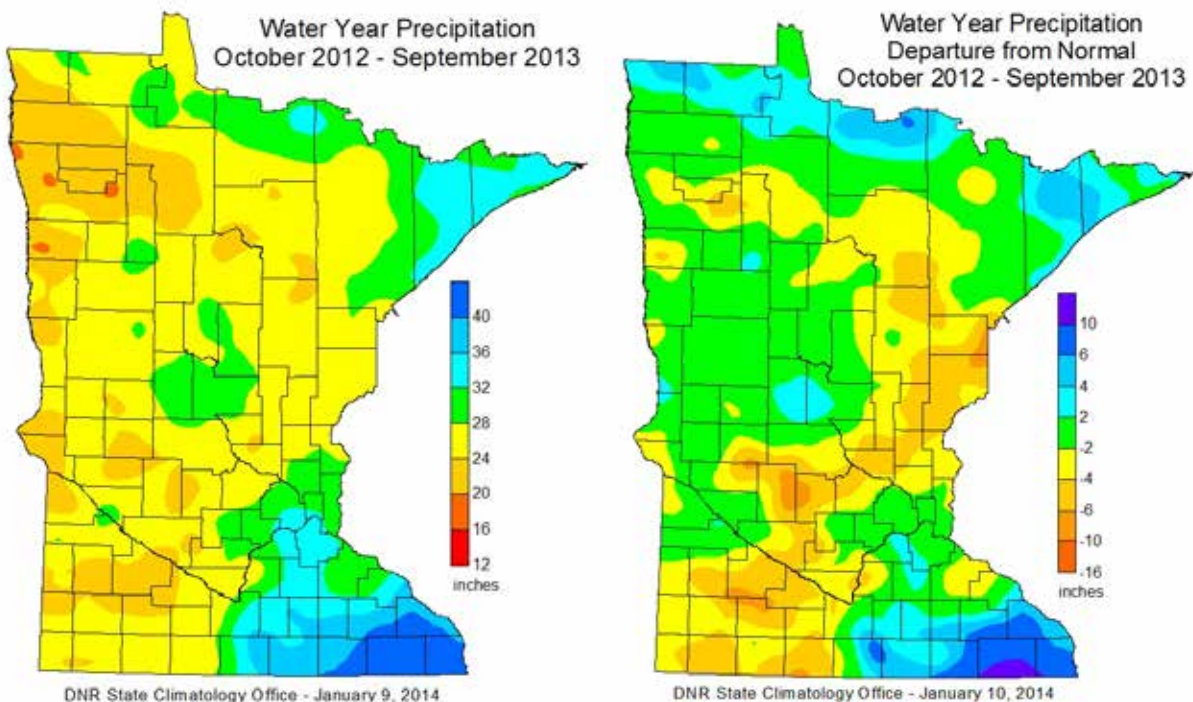 Water Year Precipitation
October 2012 - September 2013
40
36
32
28
24
20
16
12
inches
DNR State Climatology Office - January 9, 2014
Water Year Precipitation
Departure from Normal
October 2012 - September 2013
10
6
4
2
-2
-4
-6
-10
-16
inches
DNR State Climatology Office - January 10, 2014